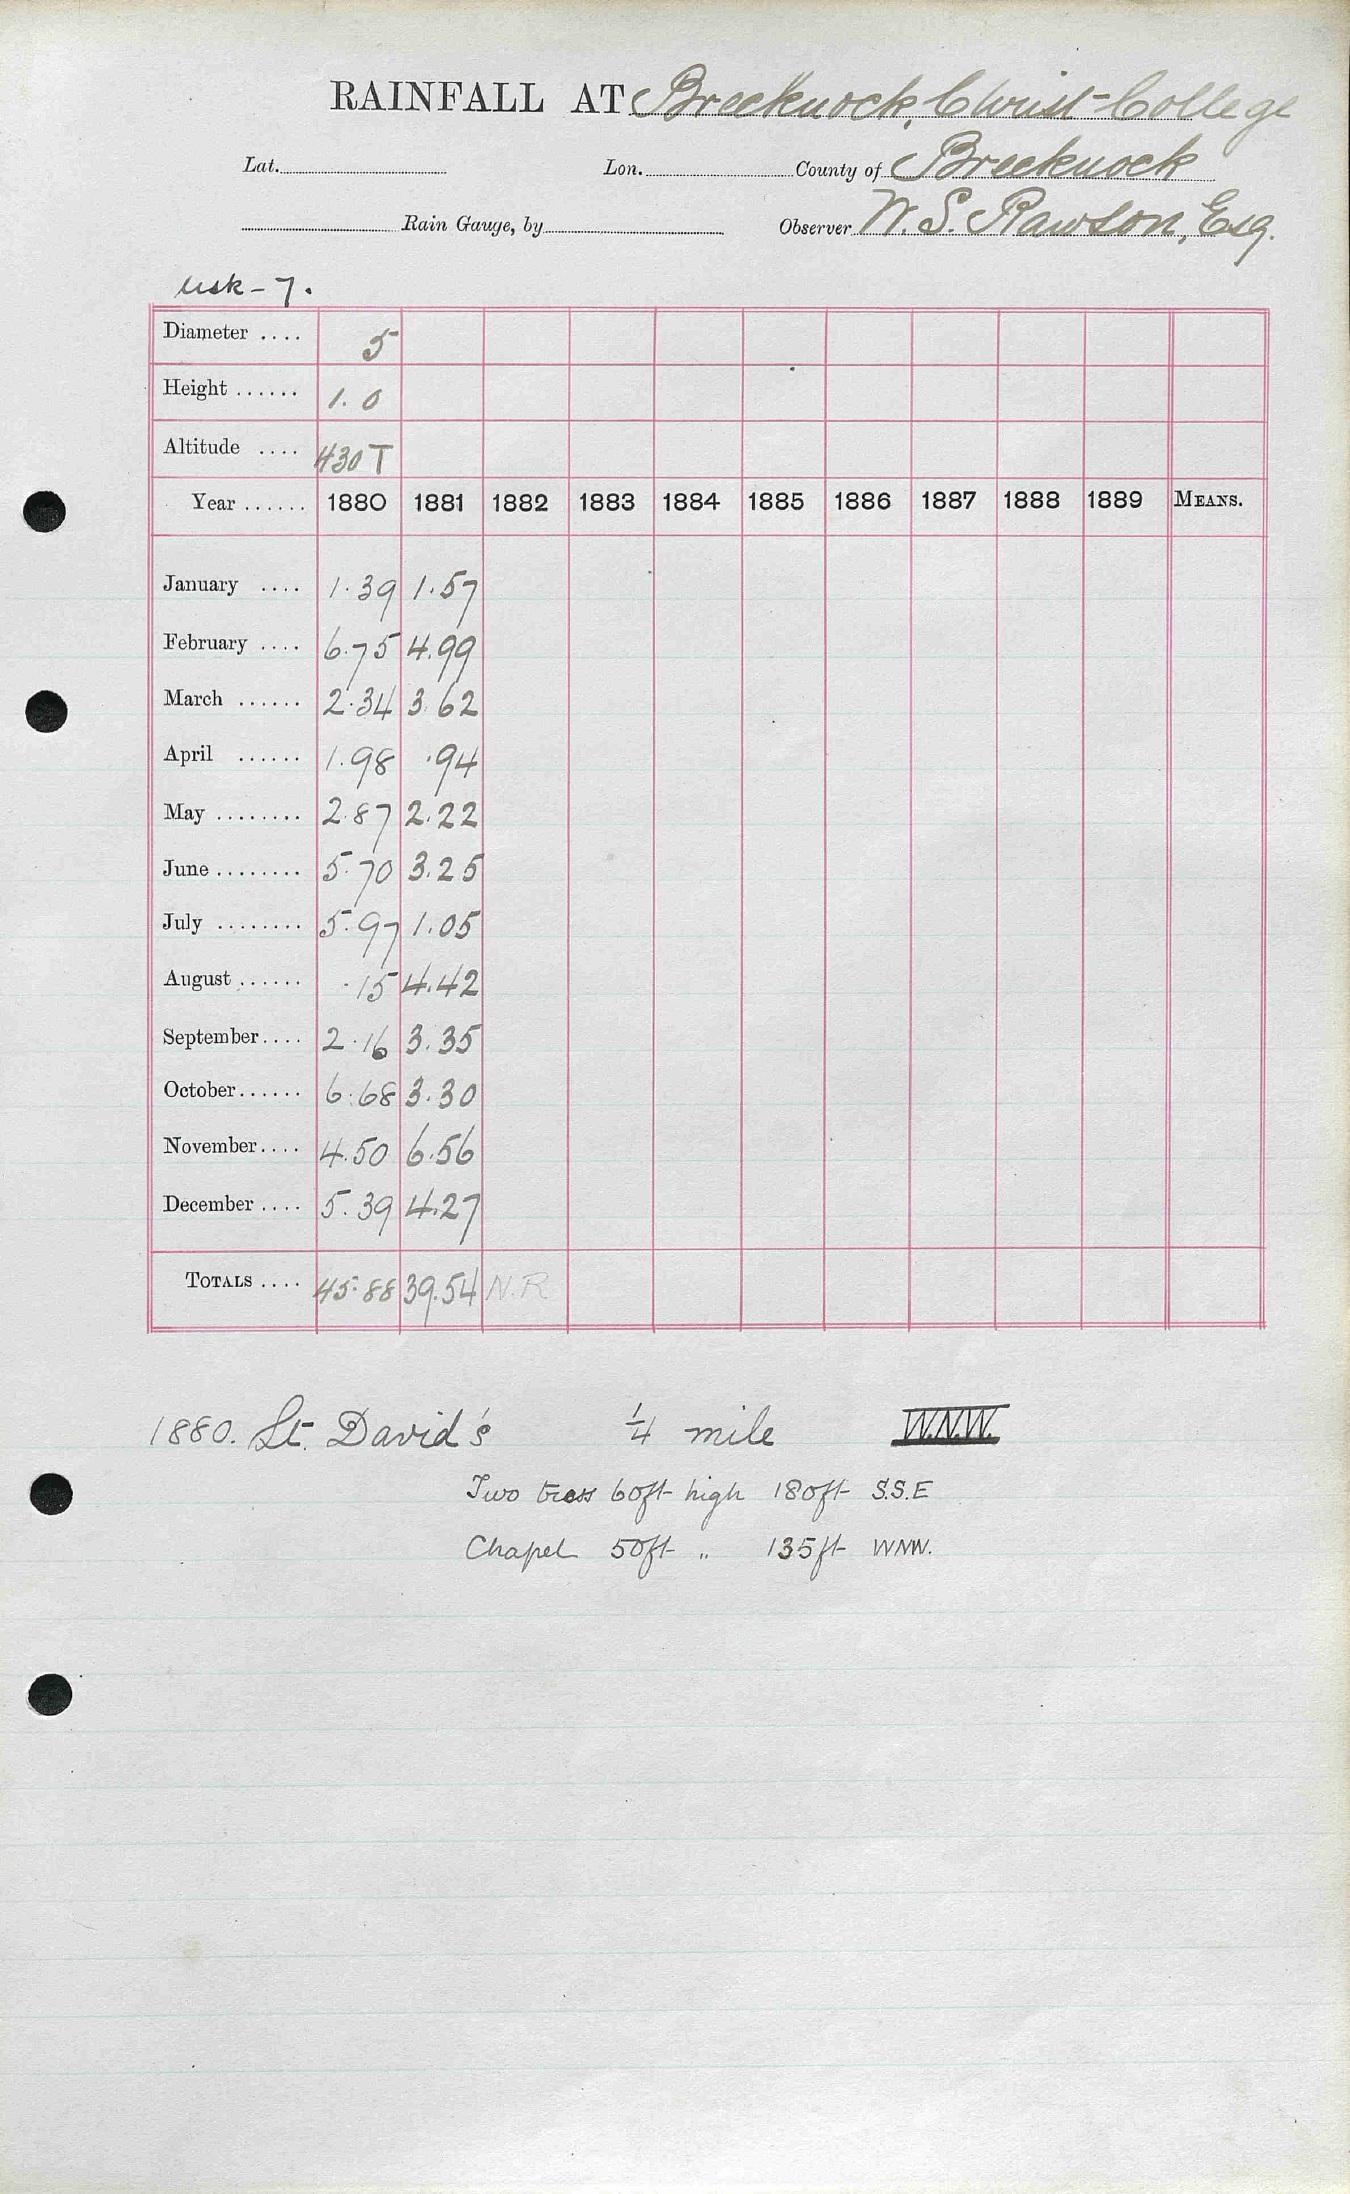 RAINFALL AT Brecknock, Christ College
Lat. Lon. County of Brecknock
Rain Gauge, by Observer W. S. Rawson, Esq.
Usk - 7.
Diameter .... 5
Height ...... 1. 0
Altitude .... 430 T
Year ...... 1880 1881 1882 1883 1884 1885 1886 1887 1888 1889 MEANS.
January .... 1.39 1.57
February .... 6.75 4.99
March ...... 2.34 3.62
April ...... 1.98 .94
May ........ 2.87 2.22
June ........ 5.70 3.25
July ........ 5.97 1.05
August ...... .15 4.42
September .... 2.16 3.35
October ...... 6.68 3.30
November .... 4.50 6.56
December .... 5.39 4.27
TOTALS .... 45.88 39.54 N.R
1880. St. David's 1/4 mile W.N.W.
Two trees 60ft high 180ft S.S.E
Chapel 50ft " 135ft WNW.